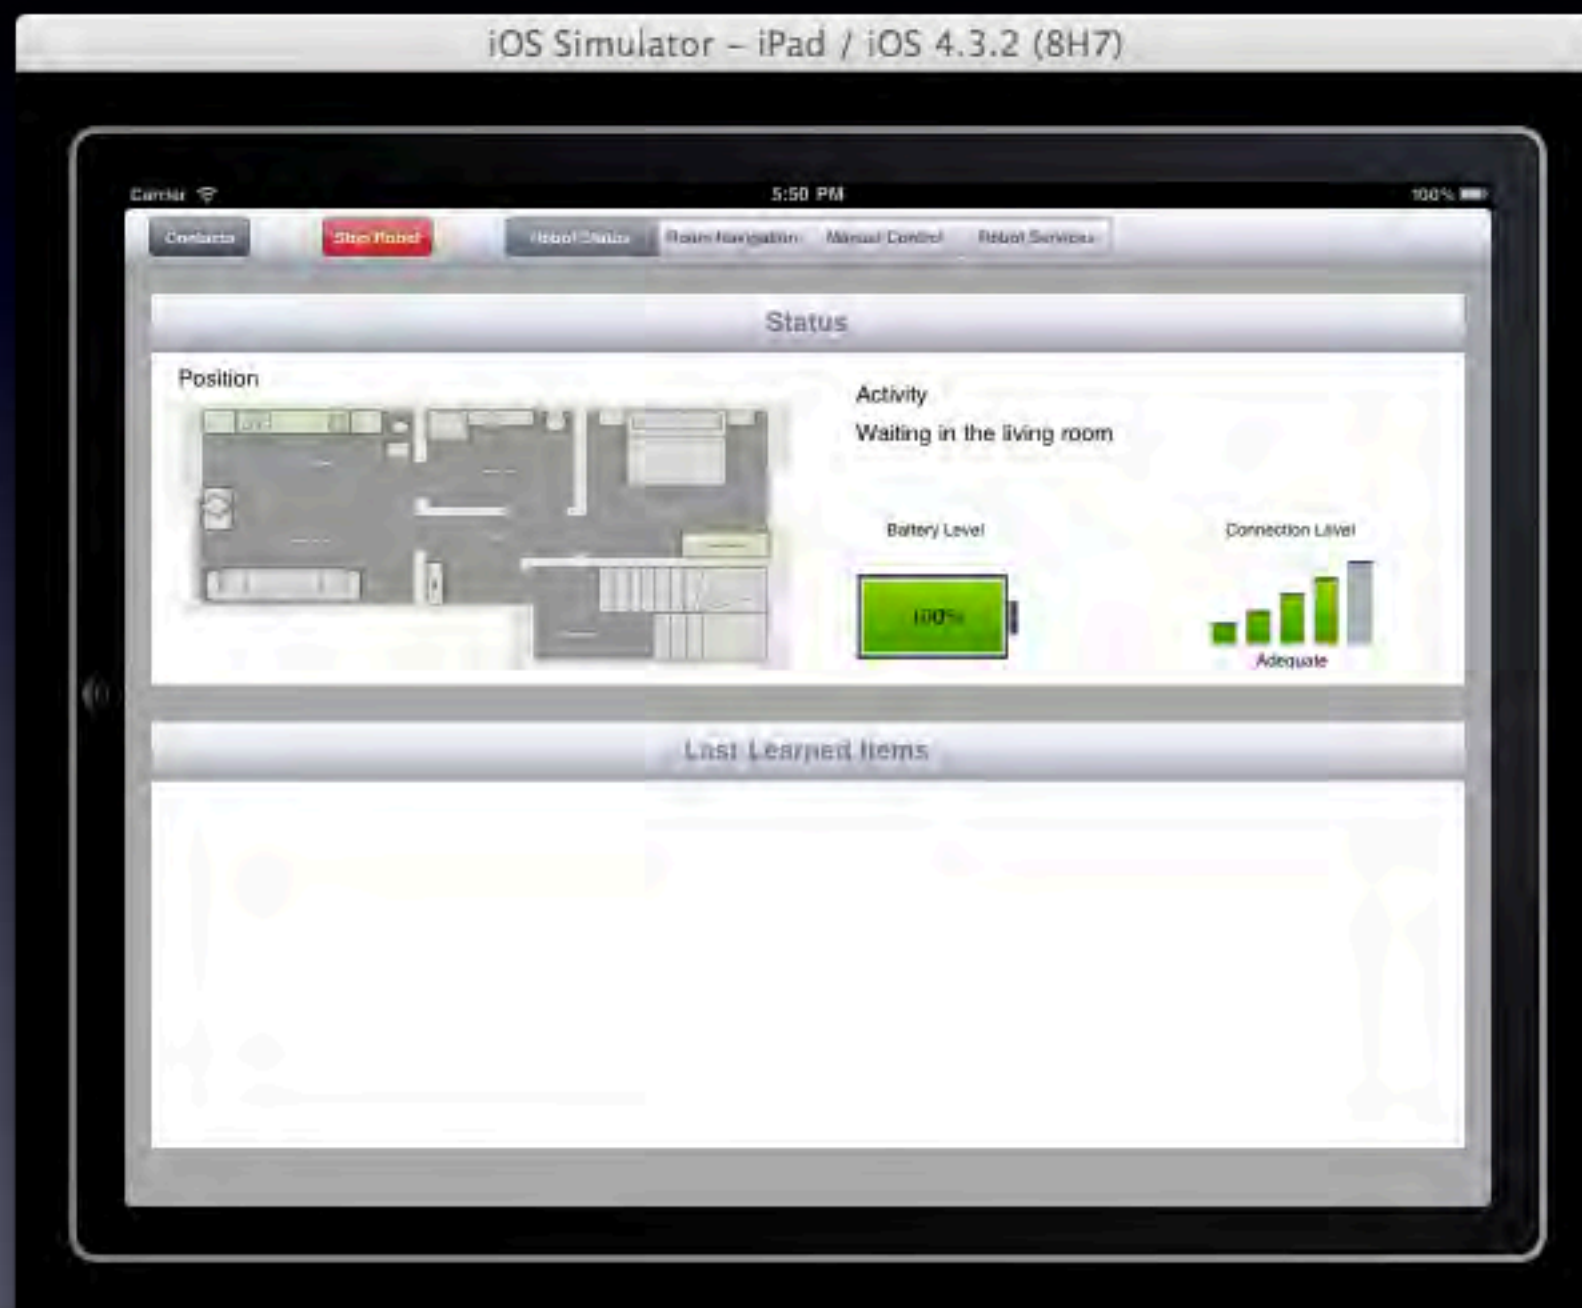 iOS Simulator – iPad / iOS 4.3.2 (8H7)
Carrier 5:50 PM 100%
Contacts Stop Robot Robot Status Room Navigation Manual Control Robot Services
Status
Position
Activity
Waiting in the living room
Battery Level Connection Level
100%
Adequate
Last Learned Items